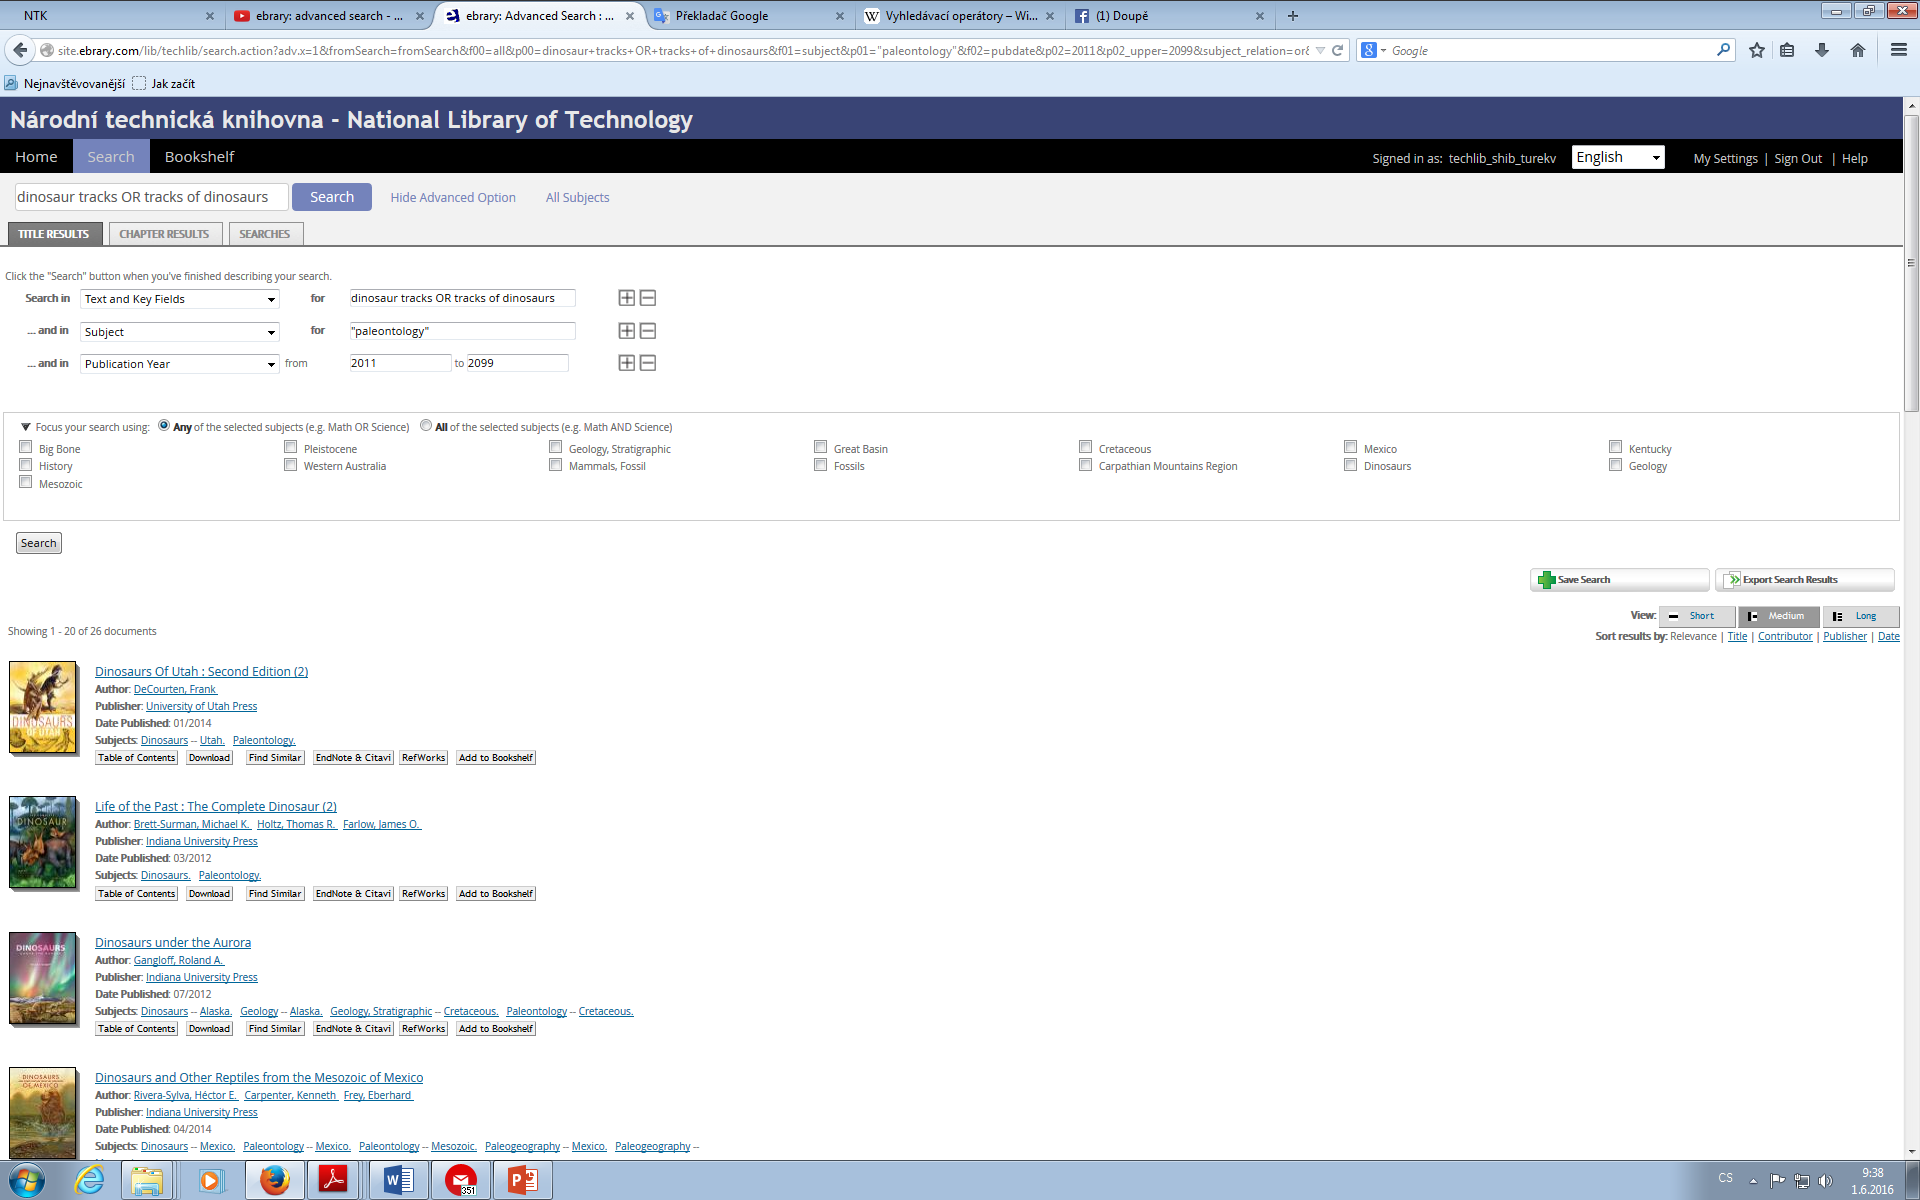 NTK
ebrary: advanced search - ...
ebrary: Advanced Search : ...
Překladač Google
Vyhledávací operátory – Wi...
(1) Doupě
site.ebrary.com/lib/techlib/search.action?adv.x=1&fromSearch=fromSearch&f00=all&p00=dinosaur+tracks+OR+tracks+of+dinosaurs&f01=subject&p01="paleontology"&f02=pubdate&p02=2011&p02_upper=2099&subject_relation=or&
Google
Nejnavštěvovanější
Jak začít
Národní technická knihovna - National Library of Technology
Home
Search
Bookshelf
Signed in as: techlib_shib_turekv
English
My Settings | Sign Out | Help
dinosaur tracks OR tracks of dinosaurs
Search
Hide Advanced Option
All Subjects
TITLE RESULTS
CHAPTER RESULTS
SEARCHES
Click the "Search" button when you've finished describing your search.
Search in Text and Key Fields for dinosaur tracks OR tracks of dinosaurs
... and in Subject for "paleontology"
... and in Publication Year from 2011 to 2099
Focus your search using: Any of the selected subjects (e.g. Math OR Science) All of the selected subjects (e.g. Math AND Science)
Big Bone Pleistocene Geology, Stratigraphic Great Basin Cretaceous Mexico Kentucky
History Western Australia Mammals, Fossil Fossils Carpathian Mountains Region Dinosaurs Geology
Mesozoic
Search
Save Search
Export Search Results
View: Short Medium Long
Showing 1 - 20 of 26 documents
Sort results by: Relevance | Title | Contributor | Publisher | Date
DINOSAURS
OF UTAH
Dinosaurs Of Utah : Second Edition (2)
Author: DeCourten, Frank
Publisher: University of Utah Press
Date Published: 01/2014
Subjects: Dinosaurs -- Utah. Paleontology.
Table of Contents Download Find Similar EndNote & Citavi RefWorks Add to Bookshelf
DINOSAUR
Life of the Past : The Complete Dinosaur (2)
Author: Brett-Surman, Michael K. Holtz, Thomas R. Farlow, James O.
Publisher: Indiana University Press
Date Published: 03/2012
Subjects: Dinosaurs. Paleontology.
Table of Contents Download Find Similar EndNote & Citavi RefWorks Add to Bookshelf
DINOSAURS
Dinosaurs under the Aurora
Author: Gangloff, Roland A.
Publisher: Indiana University Press
Date Published: 07/2012
Subjects: Dinosaurs -- Alaska. Geology -- Alaska. Geology, Stratigraphic -- Cretaceous. Paleontology -- Cretaceous.
Table of Contents Download Find Similar EndNote & Citavi RefWorks Add to Bookshelf
DINOSAURS
OF MEXICO
Dinosaurs and Other Reptiles from the Mesozoic of Mexico
Author: Rivera-Sylva, Héctor E. Carpenter, Kenneth Frey, Eberhard
Publisher: Indiana University Press
Date Published: 04/2014
Subjects: Dinosaurs -- Mexico. Paleontology -- Mexico. Paleontology -- Mesozoic. Paleogeography -- Mexico. Paleogeography --
351
CS
9:38
1.6.2016